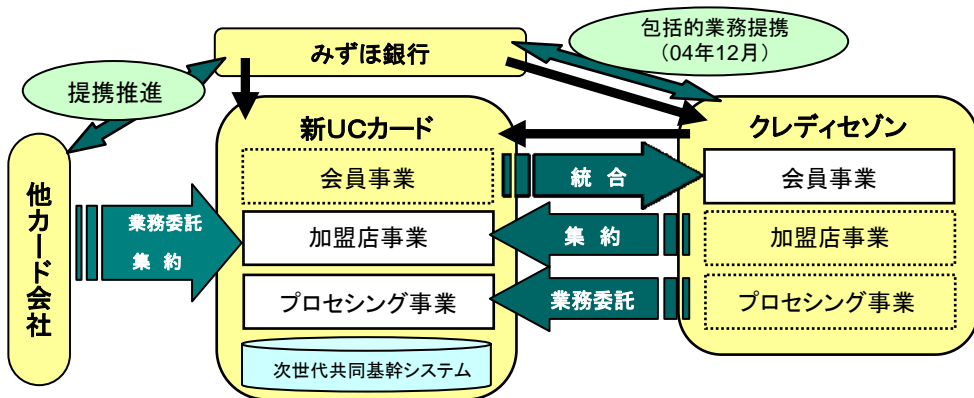 みずほ銀行
包括的業務提携
（04年12月）
提携推進
新UCカード
クレディセゾン
他カード会社
会員事業
統 合
会員事業
業務委託
集 約
加盟店事業
集 約
加盟店事業
プロセシング事業
業務委託
プロセシング事業
次世代共同基幹システム